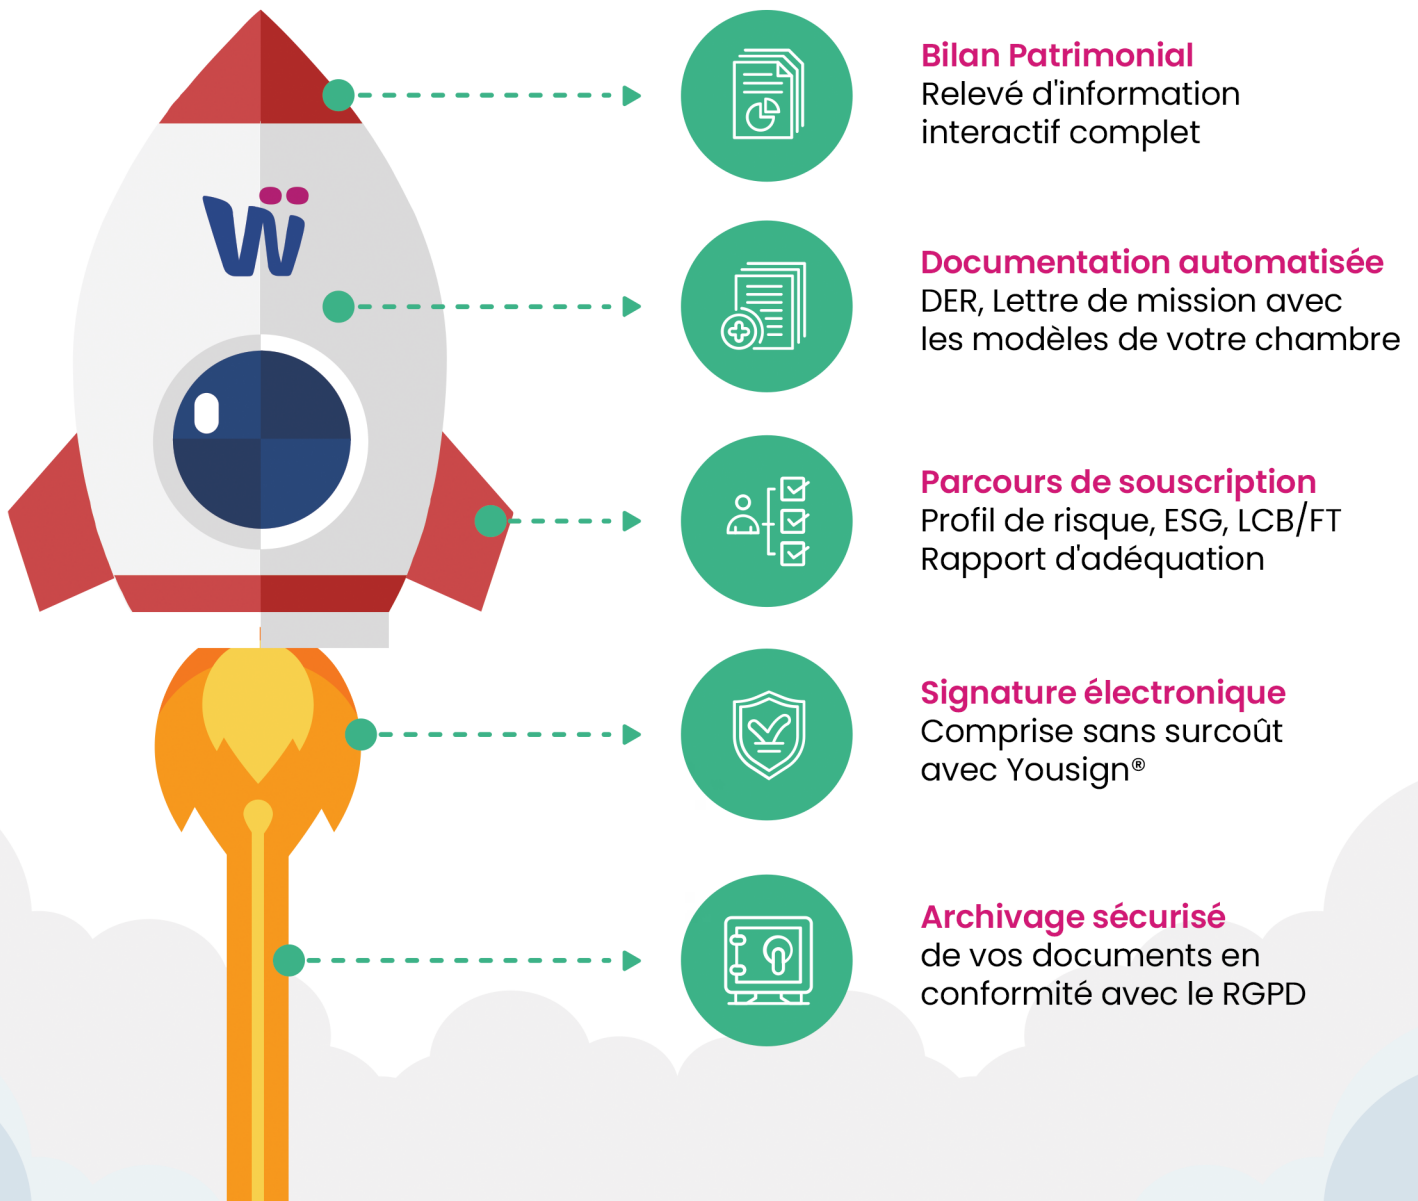 Wï
Bilan Patrimonial
Relevé d'information
interactif complet
Documentation automatisée
DER, Lettre de mission avec
les modèles de votre chambre
Parcours de souscription
Profil de risque, ESG, LCB/FT
Rapport d'adéquation
Signature électronique
Comprise sans surcoût
avec Yousign®
Archivage sécurisé
de vos documents en
conformité avec le RGPD